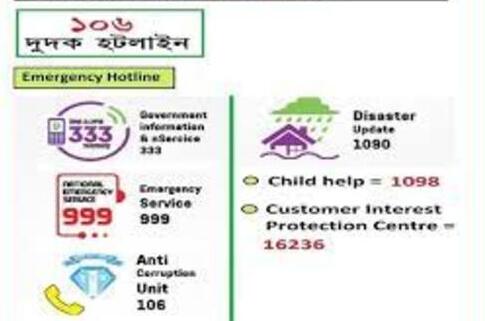 ১০৬
দুদক হটলাইন
Emergency Hotline
333
Government
information
& eService
333
NATIONAL
EMERGENCY
SERVICE
999
Emergency
Service
999
Anti
Corruption
Unit
106
Disaster
Update
1090
Child help = 1098
Customer Interest
Protection Centre =
16236